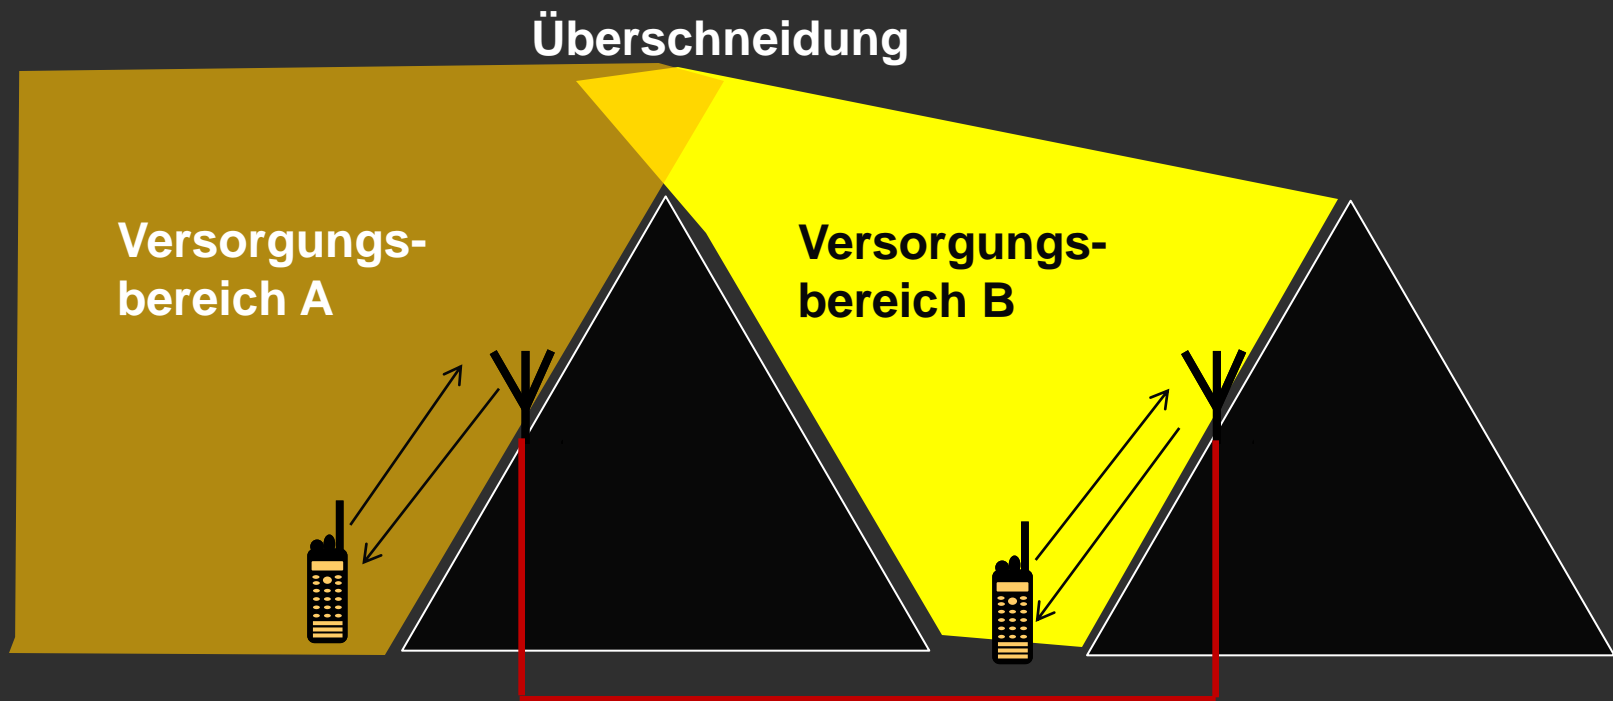 Überschneidung
Versorgungs-
bereich A
Versorgungs-
bereich B